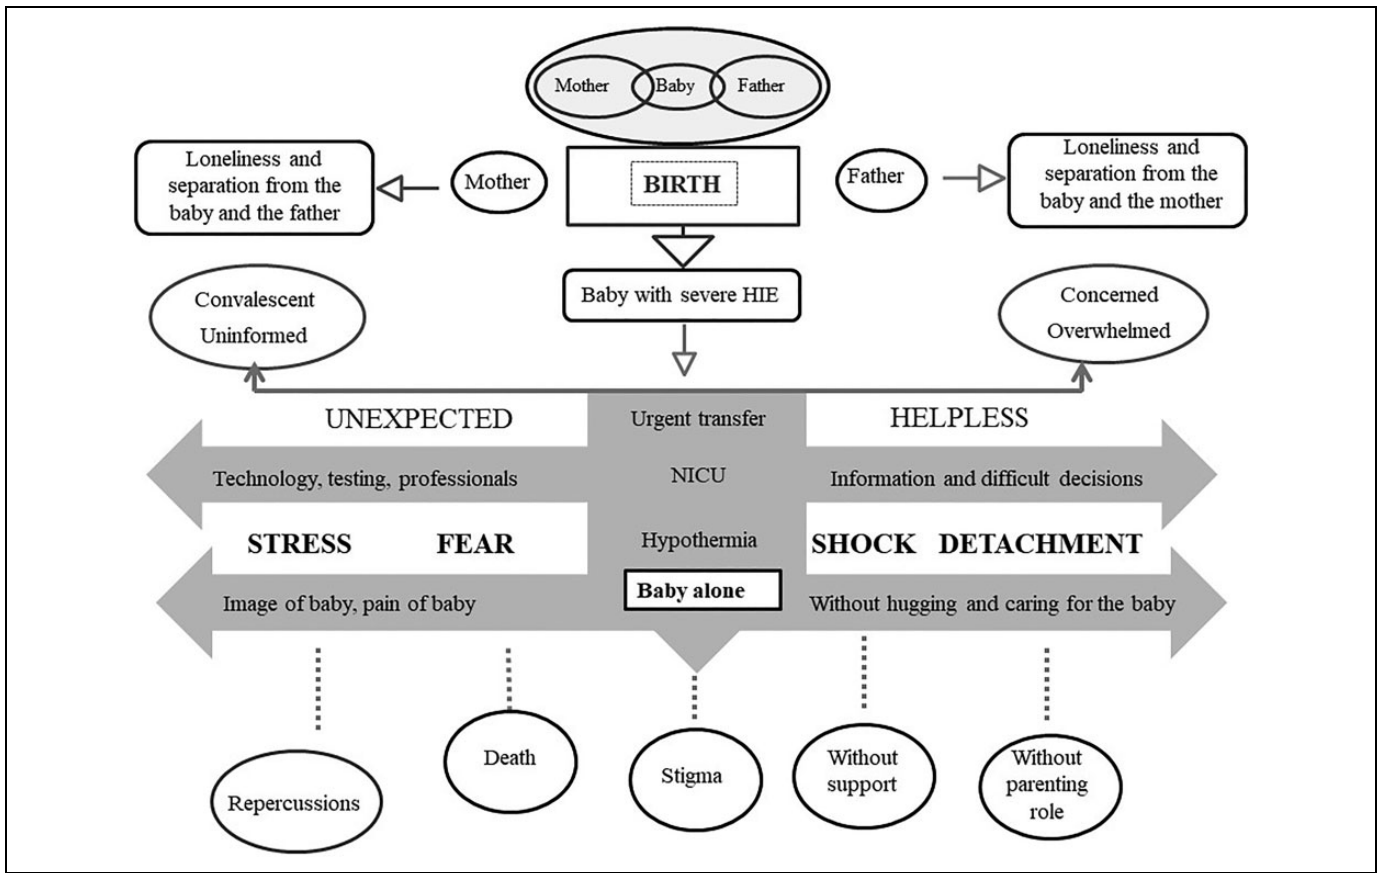 Mother
Baby
Father
Loneliness and
separation from the
baby and the father
Mother
BIRTH
Father
Loneliness and
separation from the
baby and the mother
Convalescent
Uninformed
Baby with severe HIE
Concerned
Overwhelmed
UNEXPECTED
Urgent transfer
HELPLESS
Technology, testing, professionals
NICU
Information and difficult decisions
STRESS
FEAR
Hypothermia
SHOCK
DETACHMENT
Image of baby, pain of baby
Baby alone
Without hugging and caring for the baby
Repercussions
Death
Stigma
Without
support
Without
parenting
role